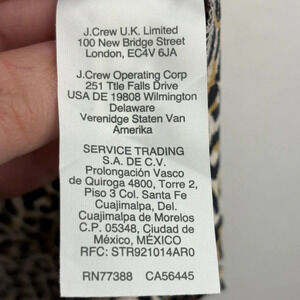 J.Crew U.K. Limited
100 New Bridge Street
London, EC4V 6JA
J.Crew Operating Corp
251 Ttle Falls Drive
USA DE 19808 Wilmington
Delaware
Verenidge Staten Van
Amerika
SERVICE TRADING
S.A. DE C.V.
Prolongación Vasco
de Quiroga 4800, Torre 2,
Piso 3 Col. Santa Fe
Cuajimalpa, Del.
Cuajimalpa de Morelos
C.P. 05348, Ciudad de
México, MÉXICO
RFC: STR921014AR0
RN77388 CA56445